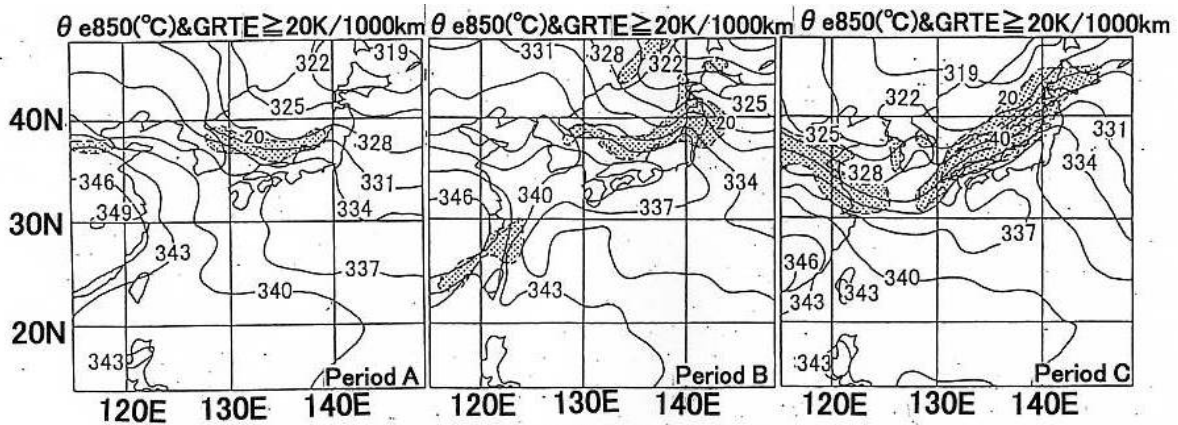 θe850(℃)&GRTE≧20K/1000km θe850(℃)&GRTE≧20K/1000km θe850(℃)&GRTE≧20K/1000km
319 322 325 20 328 331 334 346 349 343 337 340 343 Period A
331 328 322 325 20 334 346 340 337 343 Period B
319 322 20 325 40 331 328 334 337 346 340 343 343 343 Period C
40N
30N
20N
120E 130E 140E 120E 130E 140E 120E 130E 140E